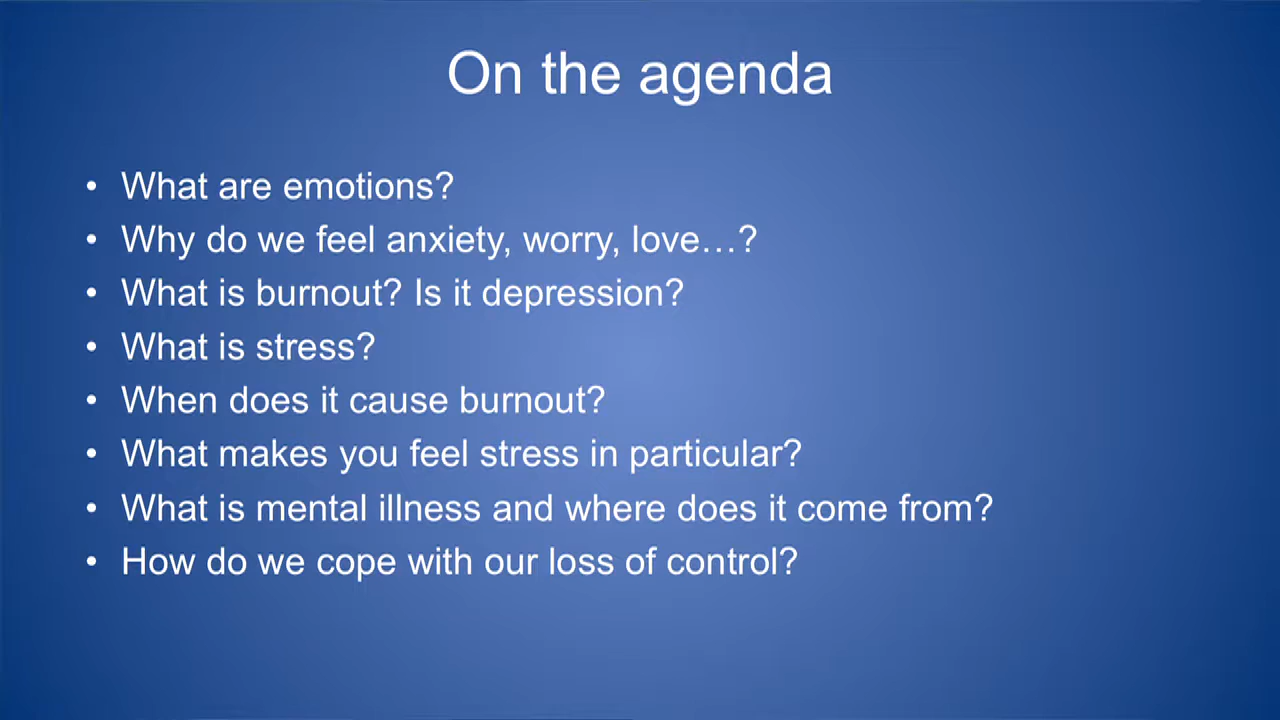 On the agenda
• What are emotions?
• Why do we feel anxiety, worry, love…?
• What is burnout? Is it depression?
• What is stress?
• When does it cause burnout?
• What makes you feel stress in particular?
• What is mental illness and where does it come from?
• How do we cope with our loss of control?